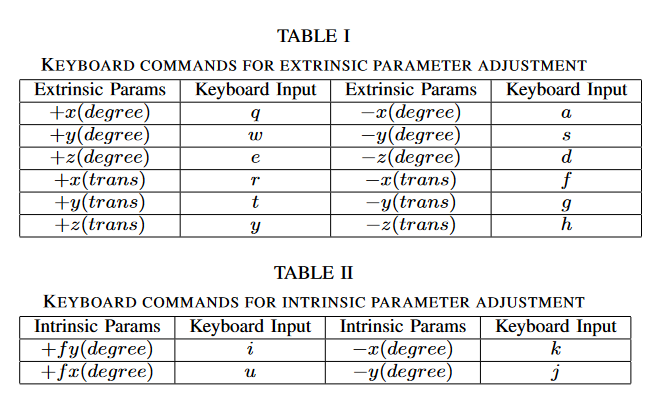 TABLE I
KEYBOARD COMMANDS FOR EXTRINSIC PARAMETER ADJUSTMENT
Extrinsic Params Keyboard Input Extrinsic Params Keyboard Input
+x(degree) q −x(degree) a
+y(degree) w −y(degree) s
+z(degree) e −z(degree) d
+x(trans) r −x(trans) f
+y(trans) t −y(trans) g
+z(trans) y −z(trans) h
TABLE II
KEYBOARD COMMANDS FOR INTRINSIC PARAMETER ADJUSTMENT
Intrinsic Params Keyboard Input Intrinsic Params Keyboard Input
+fy(degree) i −x(degree) k
+fx(degree) u −y(degree) j